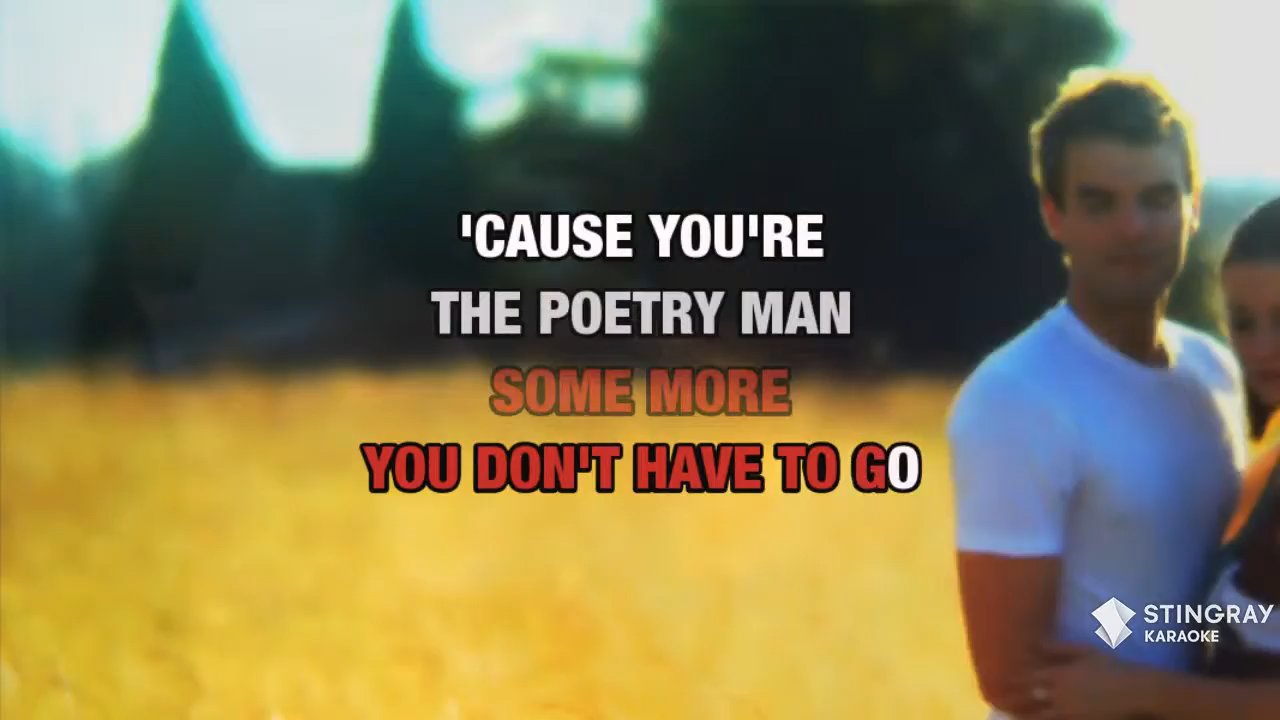 'CAUSE YOU'RE
THE POETRY MAN
SOME MORE
YOU DON'T HAVE TO GO
STINGRAY
KARAOKE